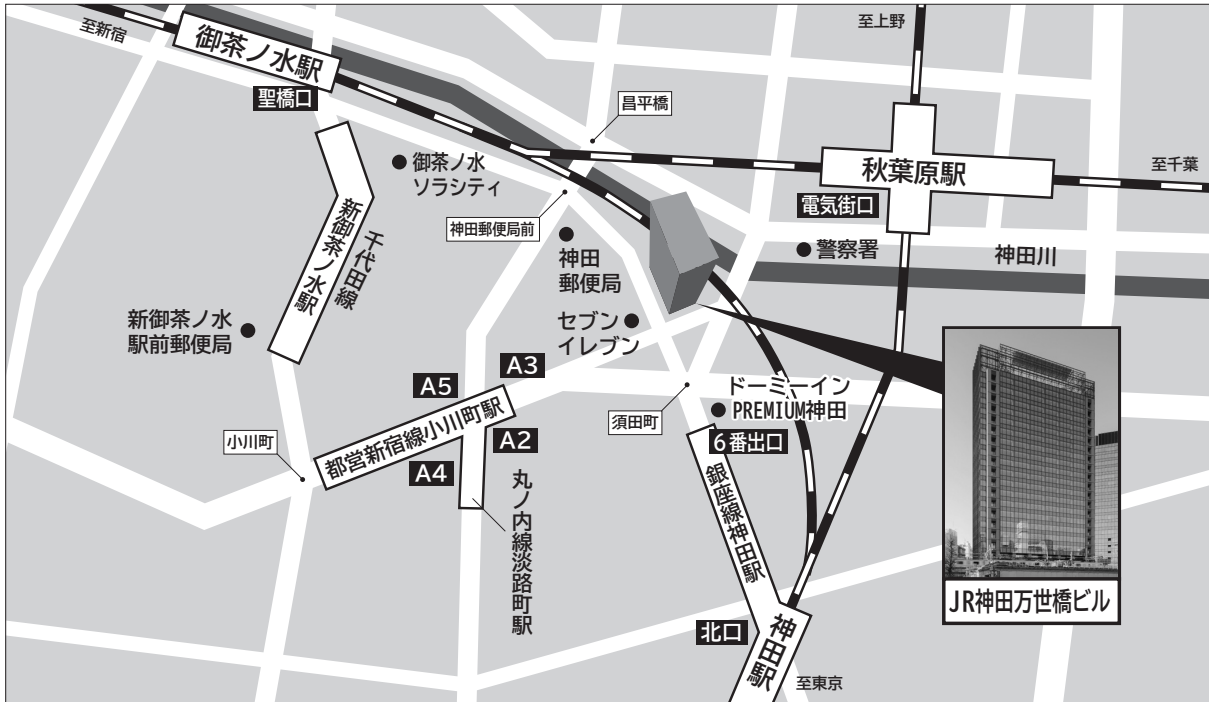 至新宿
御茶ノ水駅
聖橋口
至上野
昌平橋
御茶ノ水
ソラシティ
秋葉原駅
至千葉
電気街口
神田郵便局前
警察署
神田川
神田
郵便局
新御茶ノ水駅
千代田線
新御茶ノ水
駅前郵便局
セブン
イレブン
A3
A5
ドーミーイン
PREMIUM神田
須田町
6番出口
小川町
都営新宿線小川町駅
A2
A4
丸ノ内線淡路町駅
銀座線神田駅
JR神田万世橋ビル
北口
神田駅
至東京